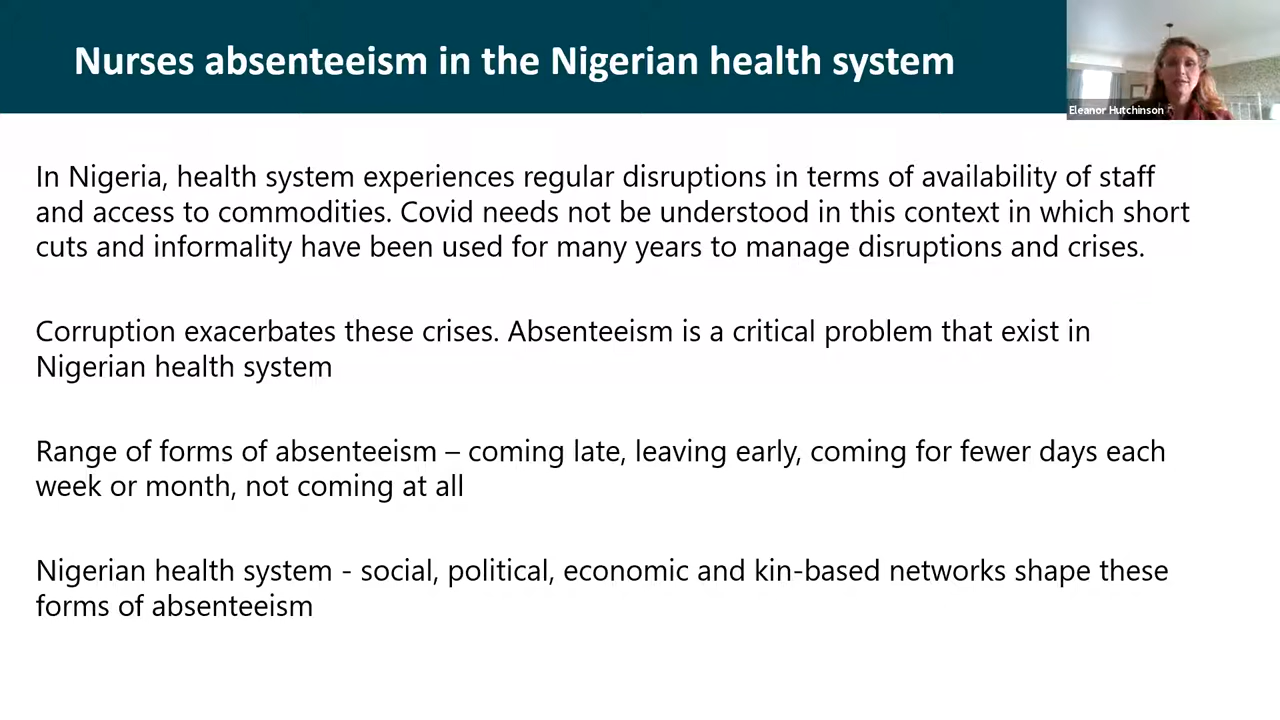 Nurses absenteeism in the Nigerian health system
Eleanor Hutchinson
In Nigeria, health system experiences regular disruptions in terms of availability of staff
and access to commodities. Covid needs not be understood in this context in which short
cuts and informality have been used for many years to manage disruptions and crises.
Corruption exacerbates these crises. Absenteeism is a critical problem that exist in
Nigerian health system
Range of forms of absenteeism – coming late, leaving early, coming for fewer days each
week or month, not coming at all
Nigerian health system - social, political, economic and kin-based networks shape these
forms of absenteeism